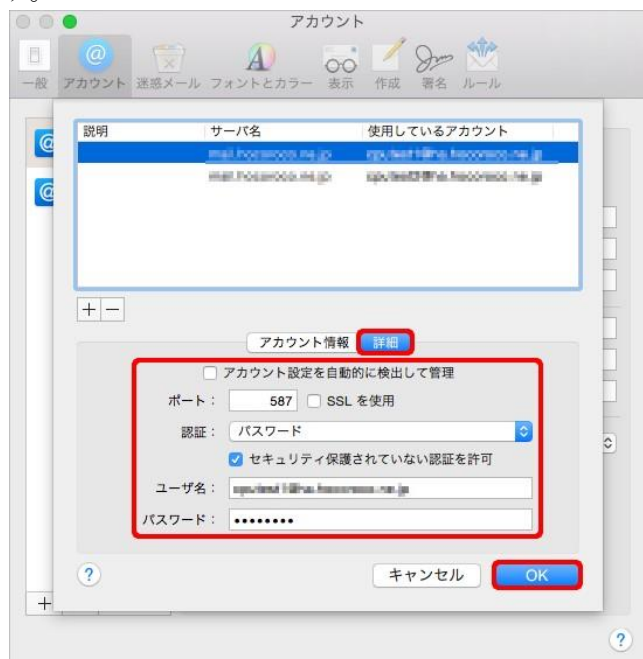 アカウント
一般 アカウント 迷惑メール フォントとカラー 表示 作成 署名 ルール
説明 サーバ名 使用しているアカウント
+ −
アカウント情報 詳細
アカウント設定を自動的に検出して管理
ポート： 587 SSL を使用
認証： パスワード
セキュリティ保護されていない認証を許可
ユーザ名：
パスワード： ••••••••
? キャンセル OK
+
?